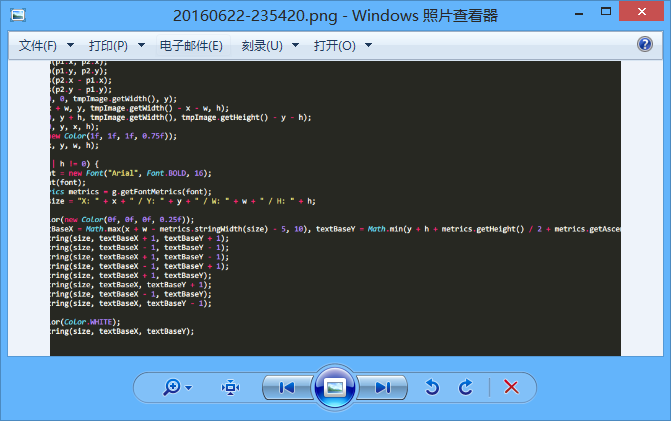 20160622-235420.png - Windows 照片查看器
文件(F) 打印(P) 电子邮件(E) 刻录(U) 打开(O)
(p1.x, p2.x);
(p1.y, p2.y);
(p2.x - p1.x);
(p2.y - p1.y);
, 0, tmpImage.getWidth(), y);
+ w, y, tmpImage.getWidth() - x - w, h);
, y + h, tmpImage.getWidth(), tmpImage.getHeight() - y - h);
, y, x, h);
new Color(1f, 1f, 1f, 0.75f));
, y, w, h);
| h != 0) {
t = new Font("Arial", Font.BOLD, 16);
t(font);
rics metrics = g.getFontMetrics(font);
size = "X: " + x + " / Y: " + y + " / W: " + w + " / H: " + h;
lor(new Color(0f, 0f, 0f, 0.25f));
xtBaseX = Math.max(x + w - metrics.stringWidth(size) - 5, 10), textBaseY = Math.min(y + h + metrics.getHeight() / 2 + metrics.getAsce
tring(size, textBaseX + 1, textBaseY + 1);
tring(size, textBaseX - 1, textBaseY - 1);
tring(size, textBaseX + 1, textBaseY - 1);
tring(size, textBaseX - 1, textBaseY + 1);
tring(size, textBaseX + 1, textBaseY);
tring(size, textBaseX, textBaseY + 1);
tring(size, textBaseX - 1, textBaseY);
tring(size, textBaseX, textBaseY - 1);
lor(Color.WHITE);
tring(size, textBaseX, textBaseY);